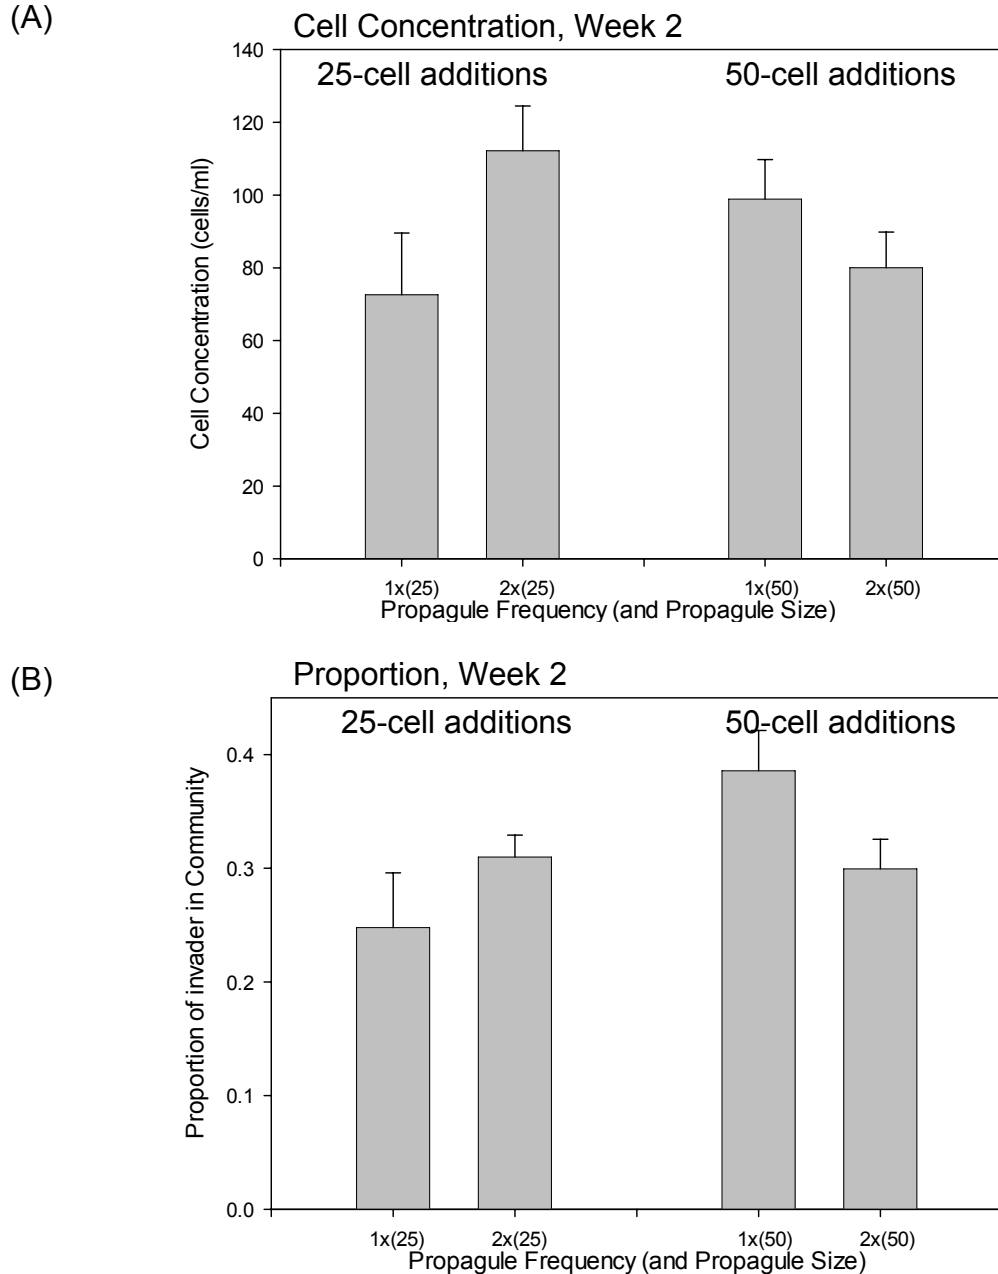 (A)
Cell Concentration, Week 2
25-cell additions 50-cell additions
140
120
100
80
60
40
20
0
Cell Concentration (cells/ml)
1x(25) 2x(25) 1x(50) 2x(50)
Propagule Frequency (and Propagule Size)
(B)
Proportion, Week 2
25-cell additions 50-cell additions
0.4
0.3
0.2
0.1
0.0
Proportion of invader in Community
1x(25) 2x(25) 1x(50) 2x(50)
Propagule Frequency (and Propagule Size)